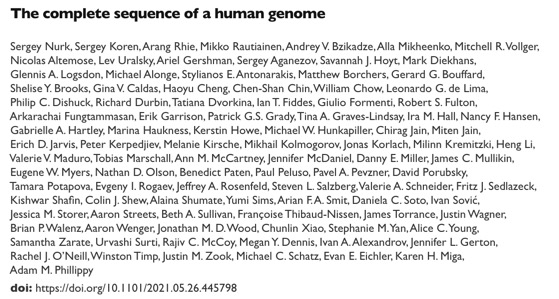 The complete sequence of a human genome
Sergey Nurk, Sergey Koren, Arang Rhie, Mikko Rautiainen, Andrey V. Bzikadze, Alla Mikheenko, Mitchell R. Vollger,
Nicolas Altemose, Lev Uralsky, Ariel Gershman, Sergey Aganezov, Savannah J. Hoyt, Mark Diekhans,
Glennis A. Logsdon, Michael Alonge, Stylianos E. Antonarakis, Matthew Borchers, Gerard G. Bouffard,
Shelise Y. Brooks, Gina V. Caldas, Haoyu Cheng, Chen-Shan Chin, William Chow, Leonardo G. de Lima,
Philip C. Dishuck, Richard Durbin, Tatiana Dvorkina, Ian T. Fiddes, Giulio Formenti, Robert S. Fulton,
Arkarachai Fungtammasan, Erik Garrison, Patrick G.S. Grady, Tina A. Graves-Lindsay, Ira M. Hall, Nancy F. Hansen,
Gabrielle A. Hartley, Marina Haukness, Kerstin Howe, Michael W. Hunkapiller, Chirag Jain, Miten Jain,
Erich D. Jarvis, Peter Kerpedjiev, Melanie Kirsche, Mikhail Kolmogorov, Jonas Korlach, Milinn Kremitzki, Heng Li,
Valerie V. Maduro, Tobias Marschall, Ann M. McCartney, Jennifer McDaniel, Danny E. Miller, James C. Mullikin,
Eugene W. Myers, Nathan D. Olson, Benedict Paten, Paul Peluso, Pavel A. Pevzner, David Porubsky,
Tamara Potapova, Evgeny I. Rogaev, Jeffrey A. Rosenfeld, Steven L. Salzberg, Valerie A. Schneider, Fritz J. Sedlazeck,
Kishwar Shafin, Colin J. Shew, Alaina Shumate, Yumi Sims, Arian F. A. Smit, Daniela C. Soto, Ivan Sović,
Jessica M. Storer, Aaron Streets, Beth A. Sullivan, Françoise Thibaud-Nissen, James Torrance, Justin Wagner,
Brian P. Walenz, Aaron Wenger, Jonathan M. D. Wood, Chunlin Xiao, Stephanie M. Yan, Alice C. Young,
Samantha Zarate, Urvashi Surti, Rajiv C. McCoy, Megan Y. Dennis, Ivan A. Alexandrov, Jennifer L. Gerton,
Rachel J. O'Neill, Winston Timp, Justin M. Zook, Michael C. Schatz, Evan E. Eichler, Karen H. Miga,
Adam M. Phillippy
doi: https://doi.org/10.1101/2021.05.26.445798